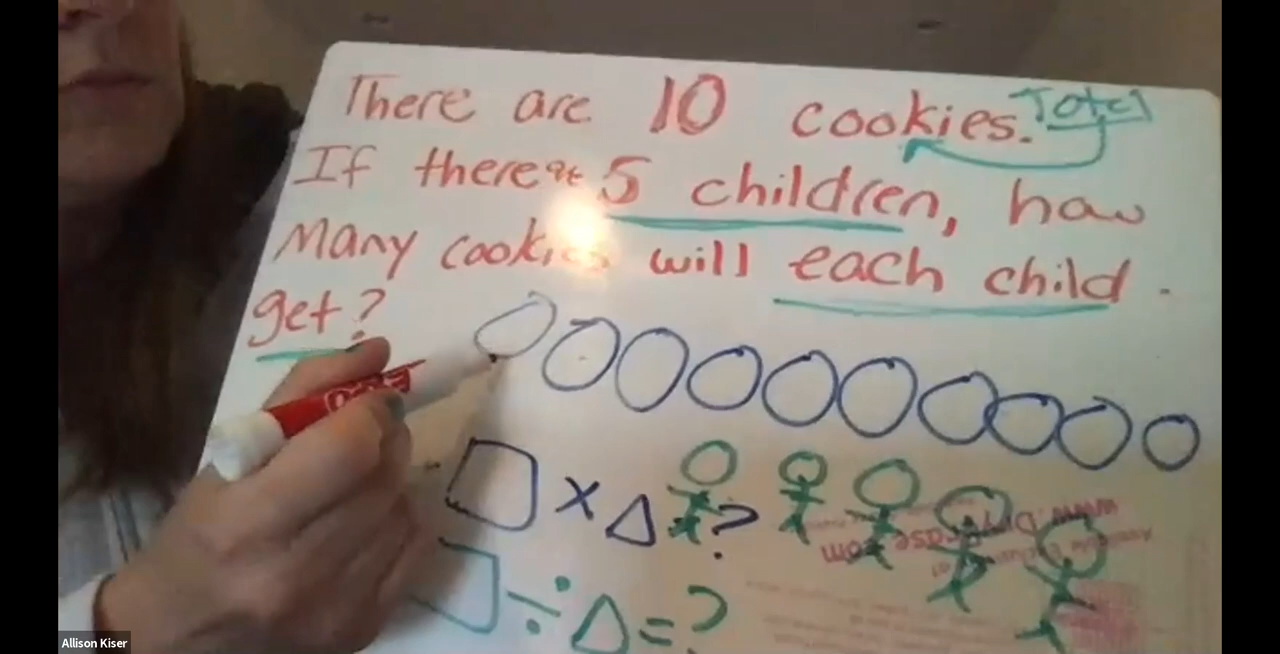 There are 10 cookies. Total
If there are 5 children, how
Many cookies will each child
get?
EXPO
□ x △ ?
□ ÷ △ = ?
Allison Kiser